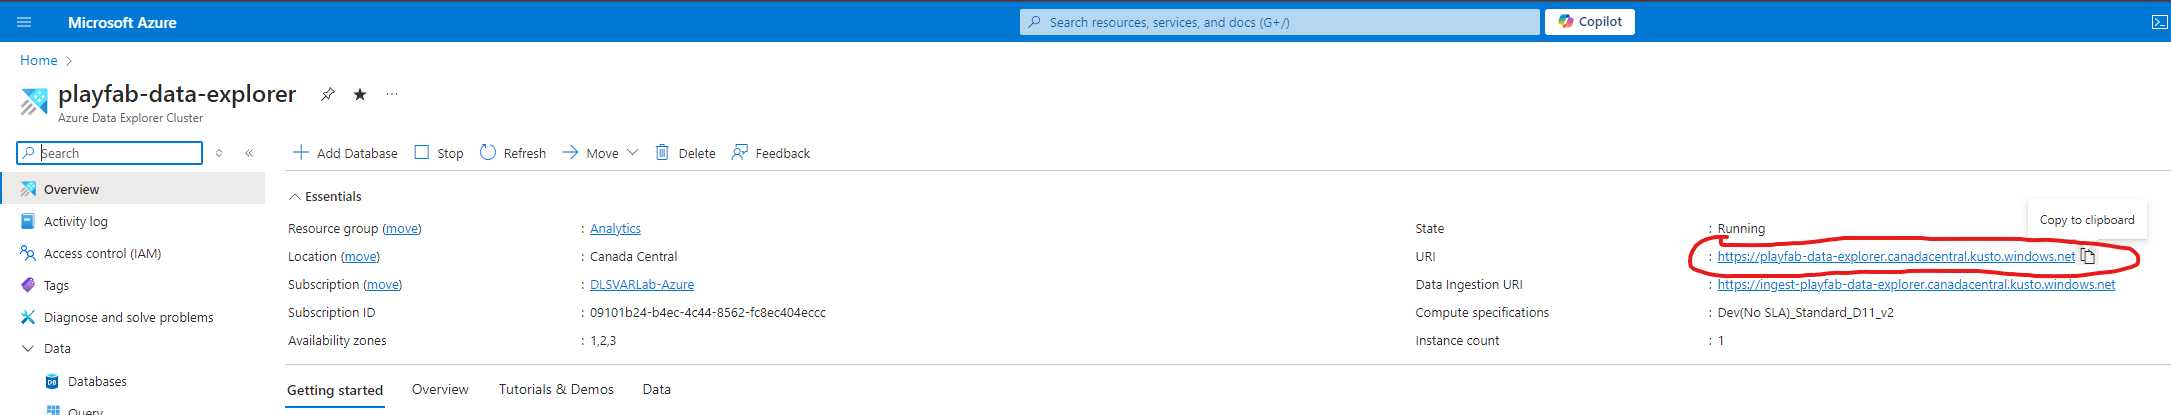 Microsoft Azure
Search resources, services, and docs (G+/)
Copilot
Home
playfab-data-explorer
Azure Data Explorer Cluster
Search
Add Database
Stop
Refresh
Move
Delete
Feedback
Overview
Activity log
Access control (IAM)
Tags
Diagnose and solve problems
Data
Databases
Query
Essentials
Resource group (move) : Analytics
Location (move) : Canada Central
Subscription (move) : DLSVARLab-Azure
Subscription ID : 09101b24-b4ec-4c44-8562-fc8ec404eccc
Availability zones : 1,2,3
Copy to clipboard
State : Running
URI : https://playfab-data-explorer.canadacentral.kusto.windows.net
Data Ingestion URI : https://ingest-playfab-data-explorer.canadacentral.kusto.windows.net
Compute specifications : Dev(No SLA)_Standard_D11_v2
Instance count : 1
Getting started
Overview
Tutorials & Demos
Data